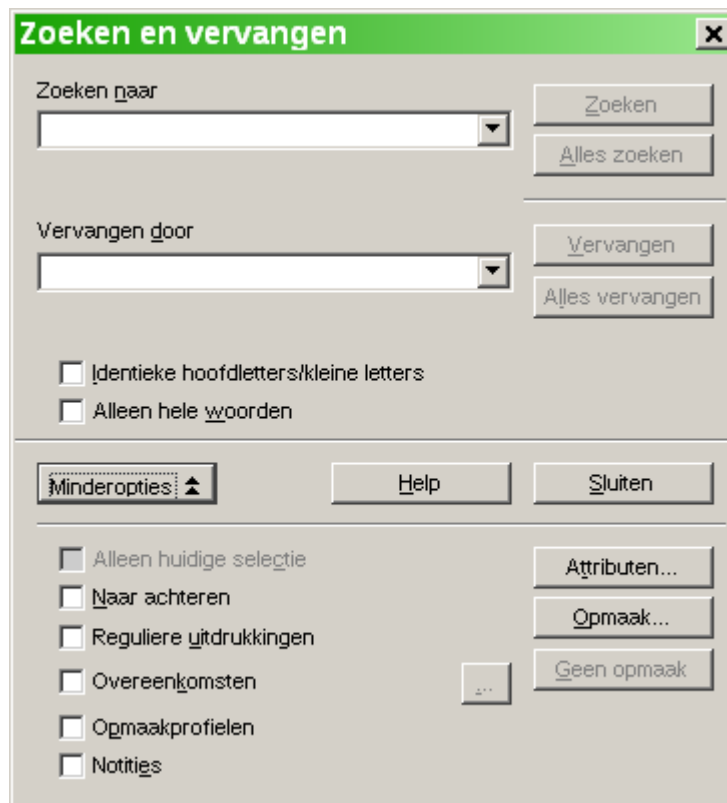 Zoeken en vervangen
Zoeken naar
Zoeken
Alles zoeken
Vervangen door
Vervangen
Alles vervangen
Identieke hoofdletters/kleine letters
Alleen hele woorden
Minderopties
Help
Sluiten
Alleen huidige selectie
Attributen...
Naar achteren
Opmaak...
Reguliere uitdrukkingen
Geen opmaak
Overeenkomsten
...
Opmaakprofielen
Notities